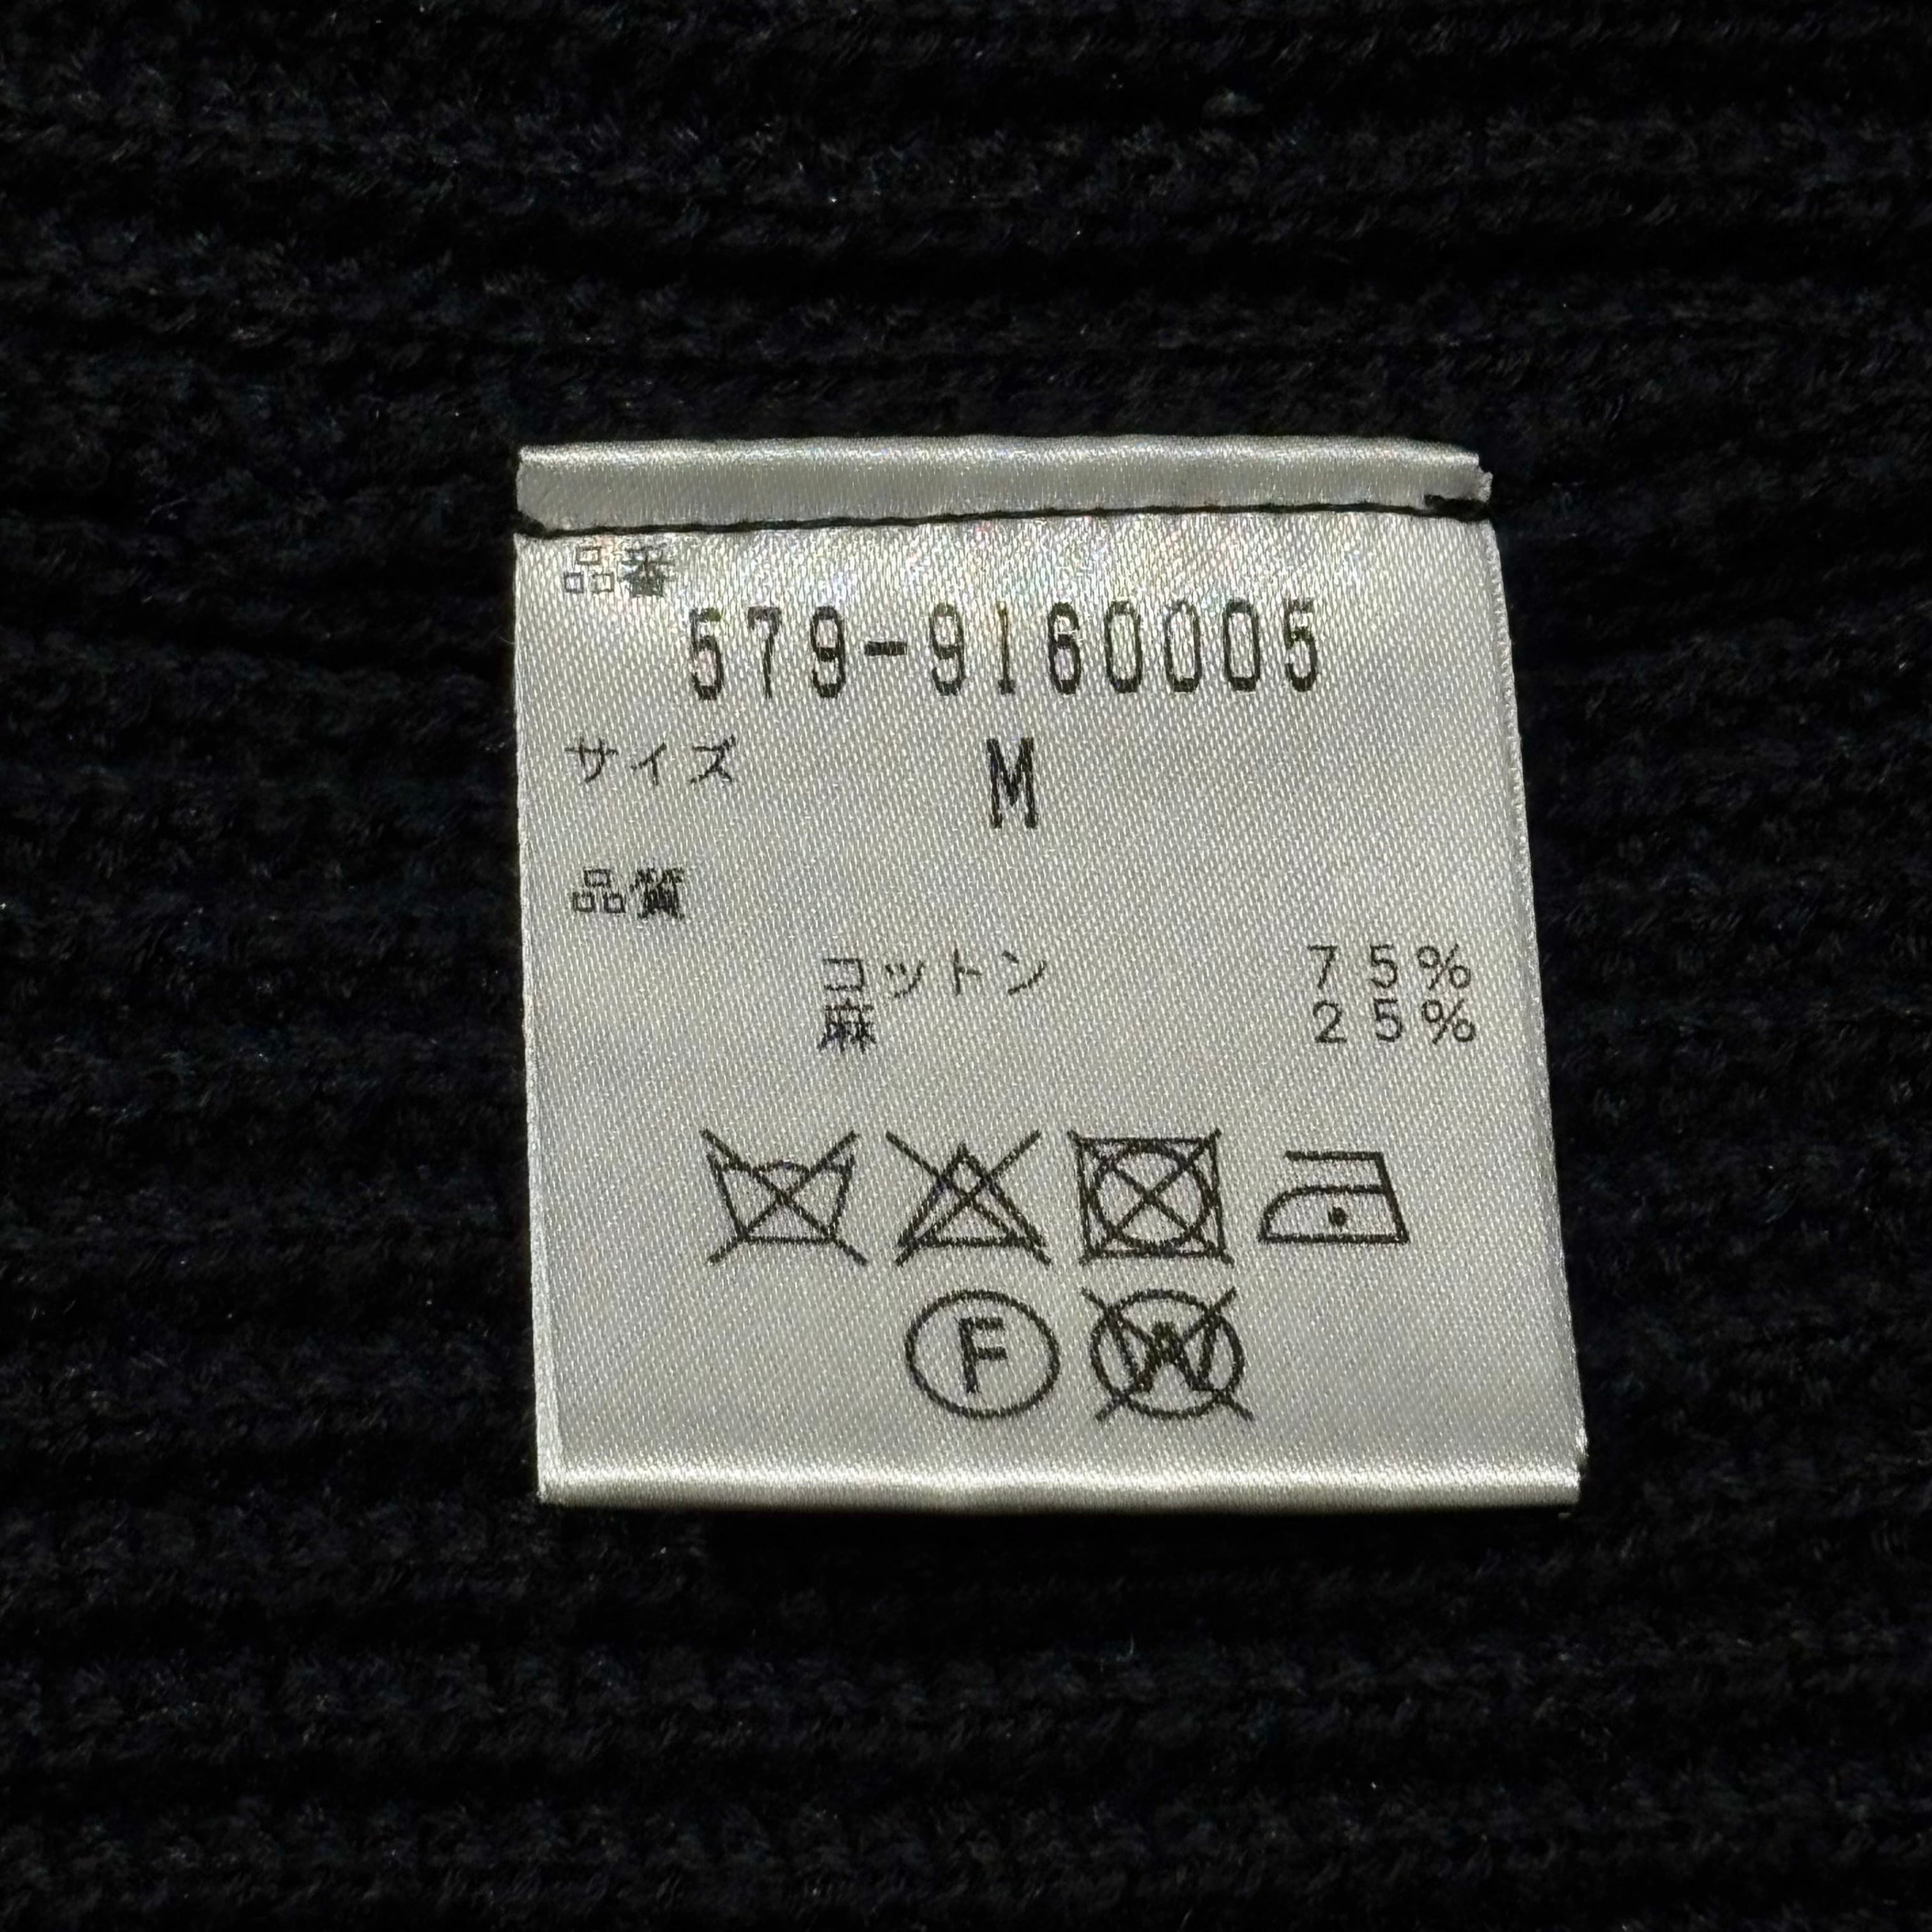 品番
579-9160005
サイズ M
品質
コットン 75%
麻 25%
F W